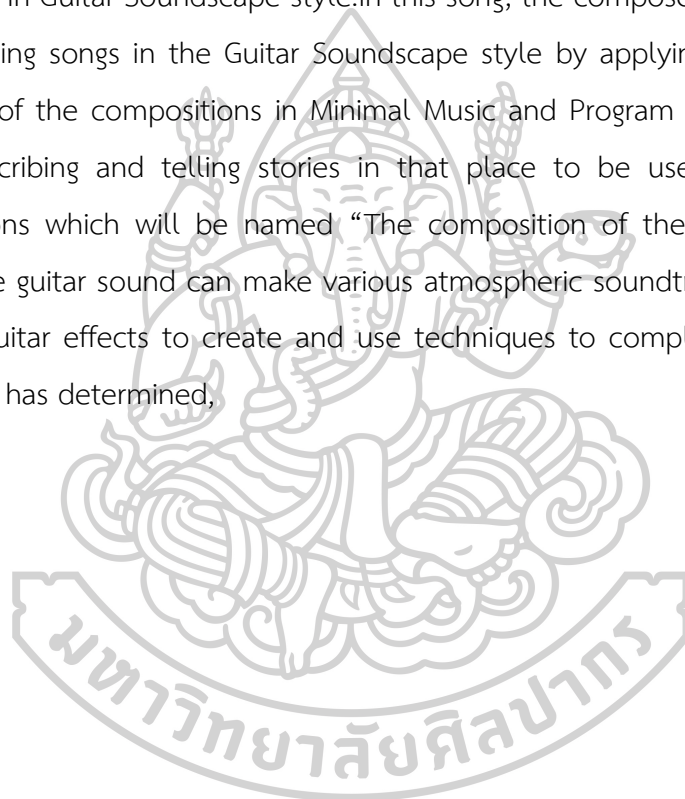 in Guitar Soundscape style.In this song, the compose
ing songs in the Guitar Soundscape style by applyin
of the compositions in Minimal Music and Program
cribing and telling stories in that place to be use
ns which will be named “The composition of the
e guitar sound can make various atmospheric soundt
uitar effects to create and use techniques to compl
has determined,
มหาวิทยาลัยศิลปากร